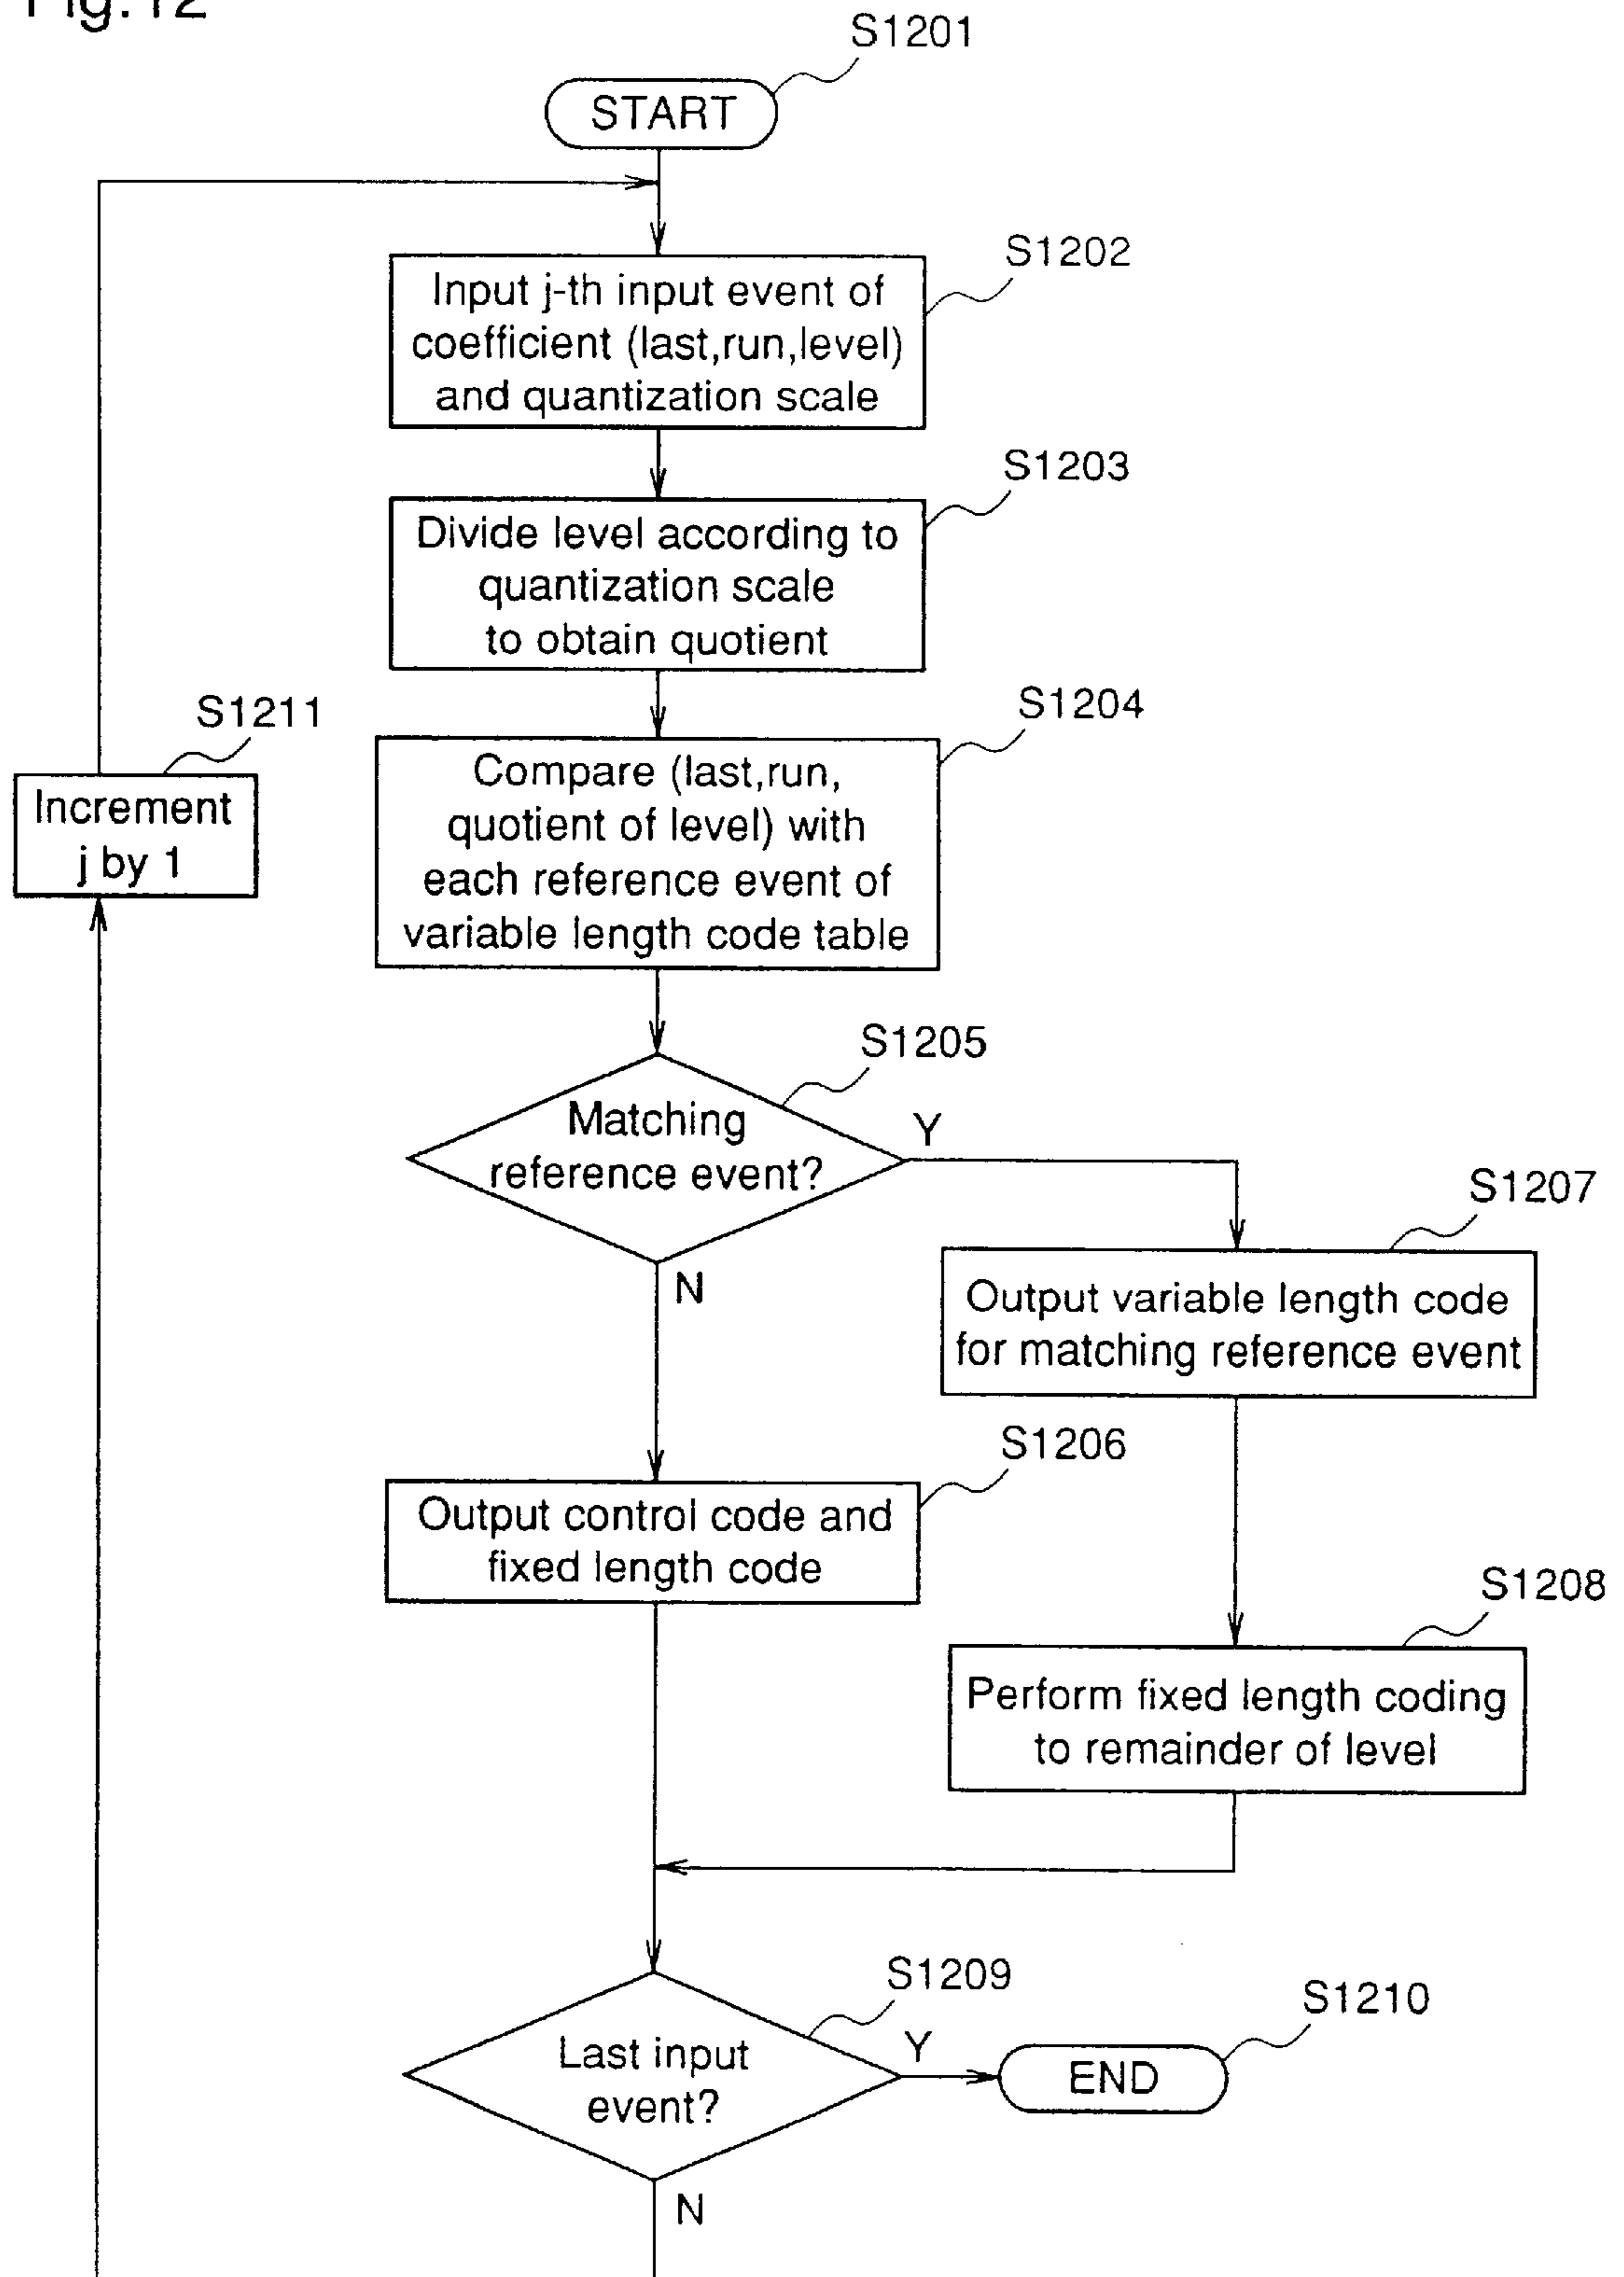 Fig.12
S1201
START
S1202
Input j-th input event of
coefficient (last,run,level)
and quantization scale
S1203
Divide level according to
quantization scale
to obtain quotient
S1211
Increment
j by 1
S1204
Compare (last,run,
quotient of level) with
each reference event of
variable length code table
S1205
Matching
reference event?
Y
N
S1207
Output variable length code
for matching reference event
S1206
Output control code and
fixed length code
S1208
Perform fixed length coding
to remainder of level
S1209
Last input
event?
Y
S1210
END
N